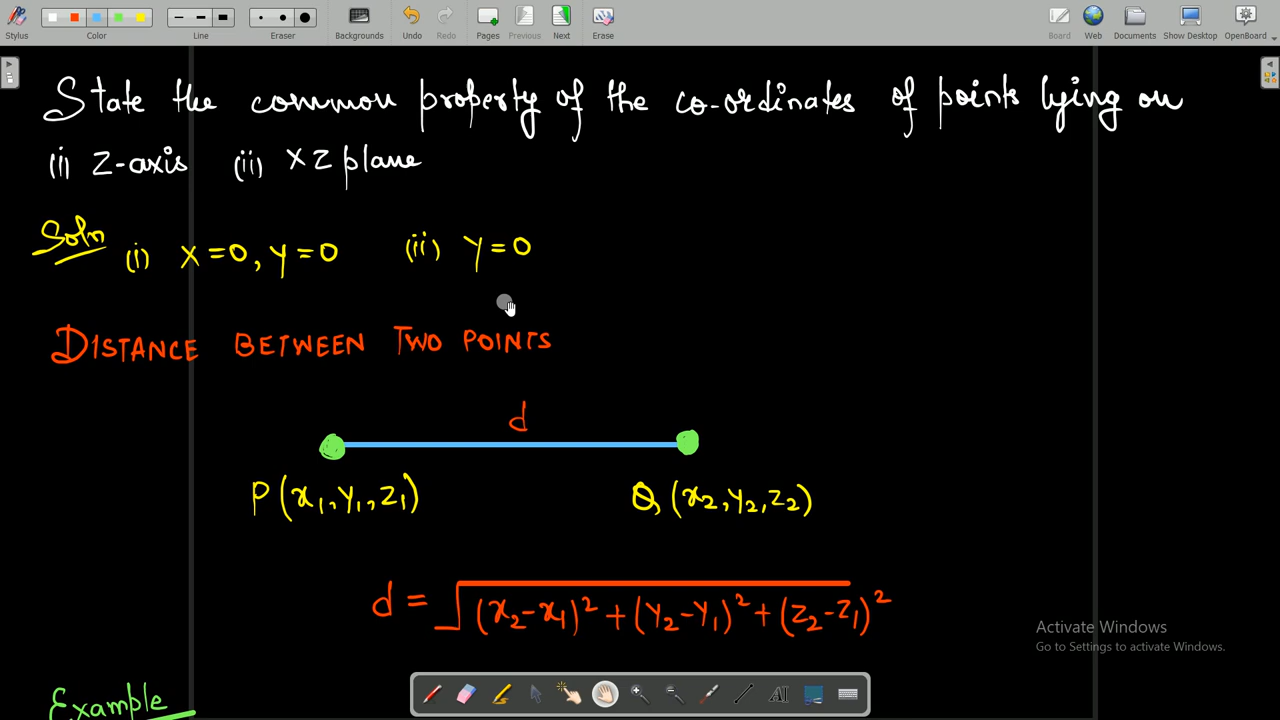 Stylus Color Line Eraser Backgrounds Undo Redo Pages Previous Next Erase Board Web Documents Show Desktop OpenBoard
State the common property of the co-ordinates of points lying on
(i) Z-axis (ii) XZ plane
Soln (i) X=0, Y=0 (ii) Y=0
DISTANCE BETWEEN TWO POINTS
d
P(x₁,Y₁,Z₁) Q(x₂,Y₂,Z₂)
d = √(x₂-x₁)²+(Y₂-Y₁)²+(Z₂-Z₁)²
Activate Windows
Go to Settings to activate Windows.
Example
AI